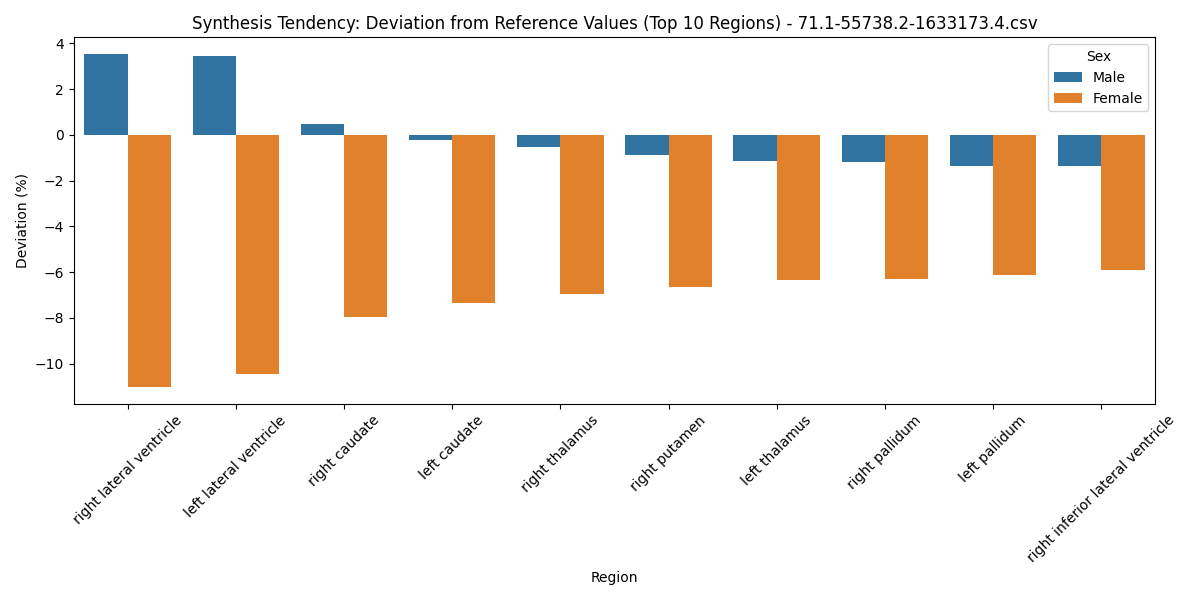 Synthesis Tendency: Deviation from Reference Values (Top 10 Regions) - 71.1-55738.2-1633173.4.csv
Deviation (%)
4
2
0
−2
−4
−6
−8
−10
Sex
Male
Female
right lateral ventricle
left lateral ventricle
right caudate
left caudate
right thalamus
right putamen
left thalamus
right pallidum
left pallidum
right inferior lateral ventricle
Region